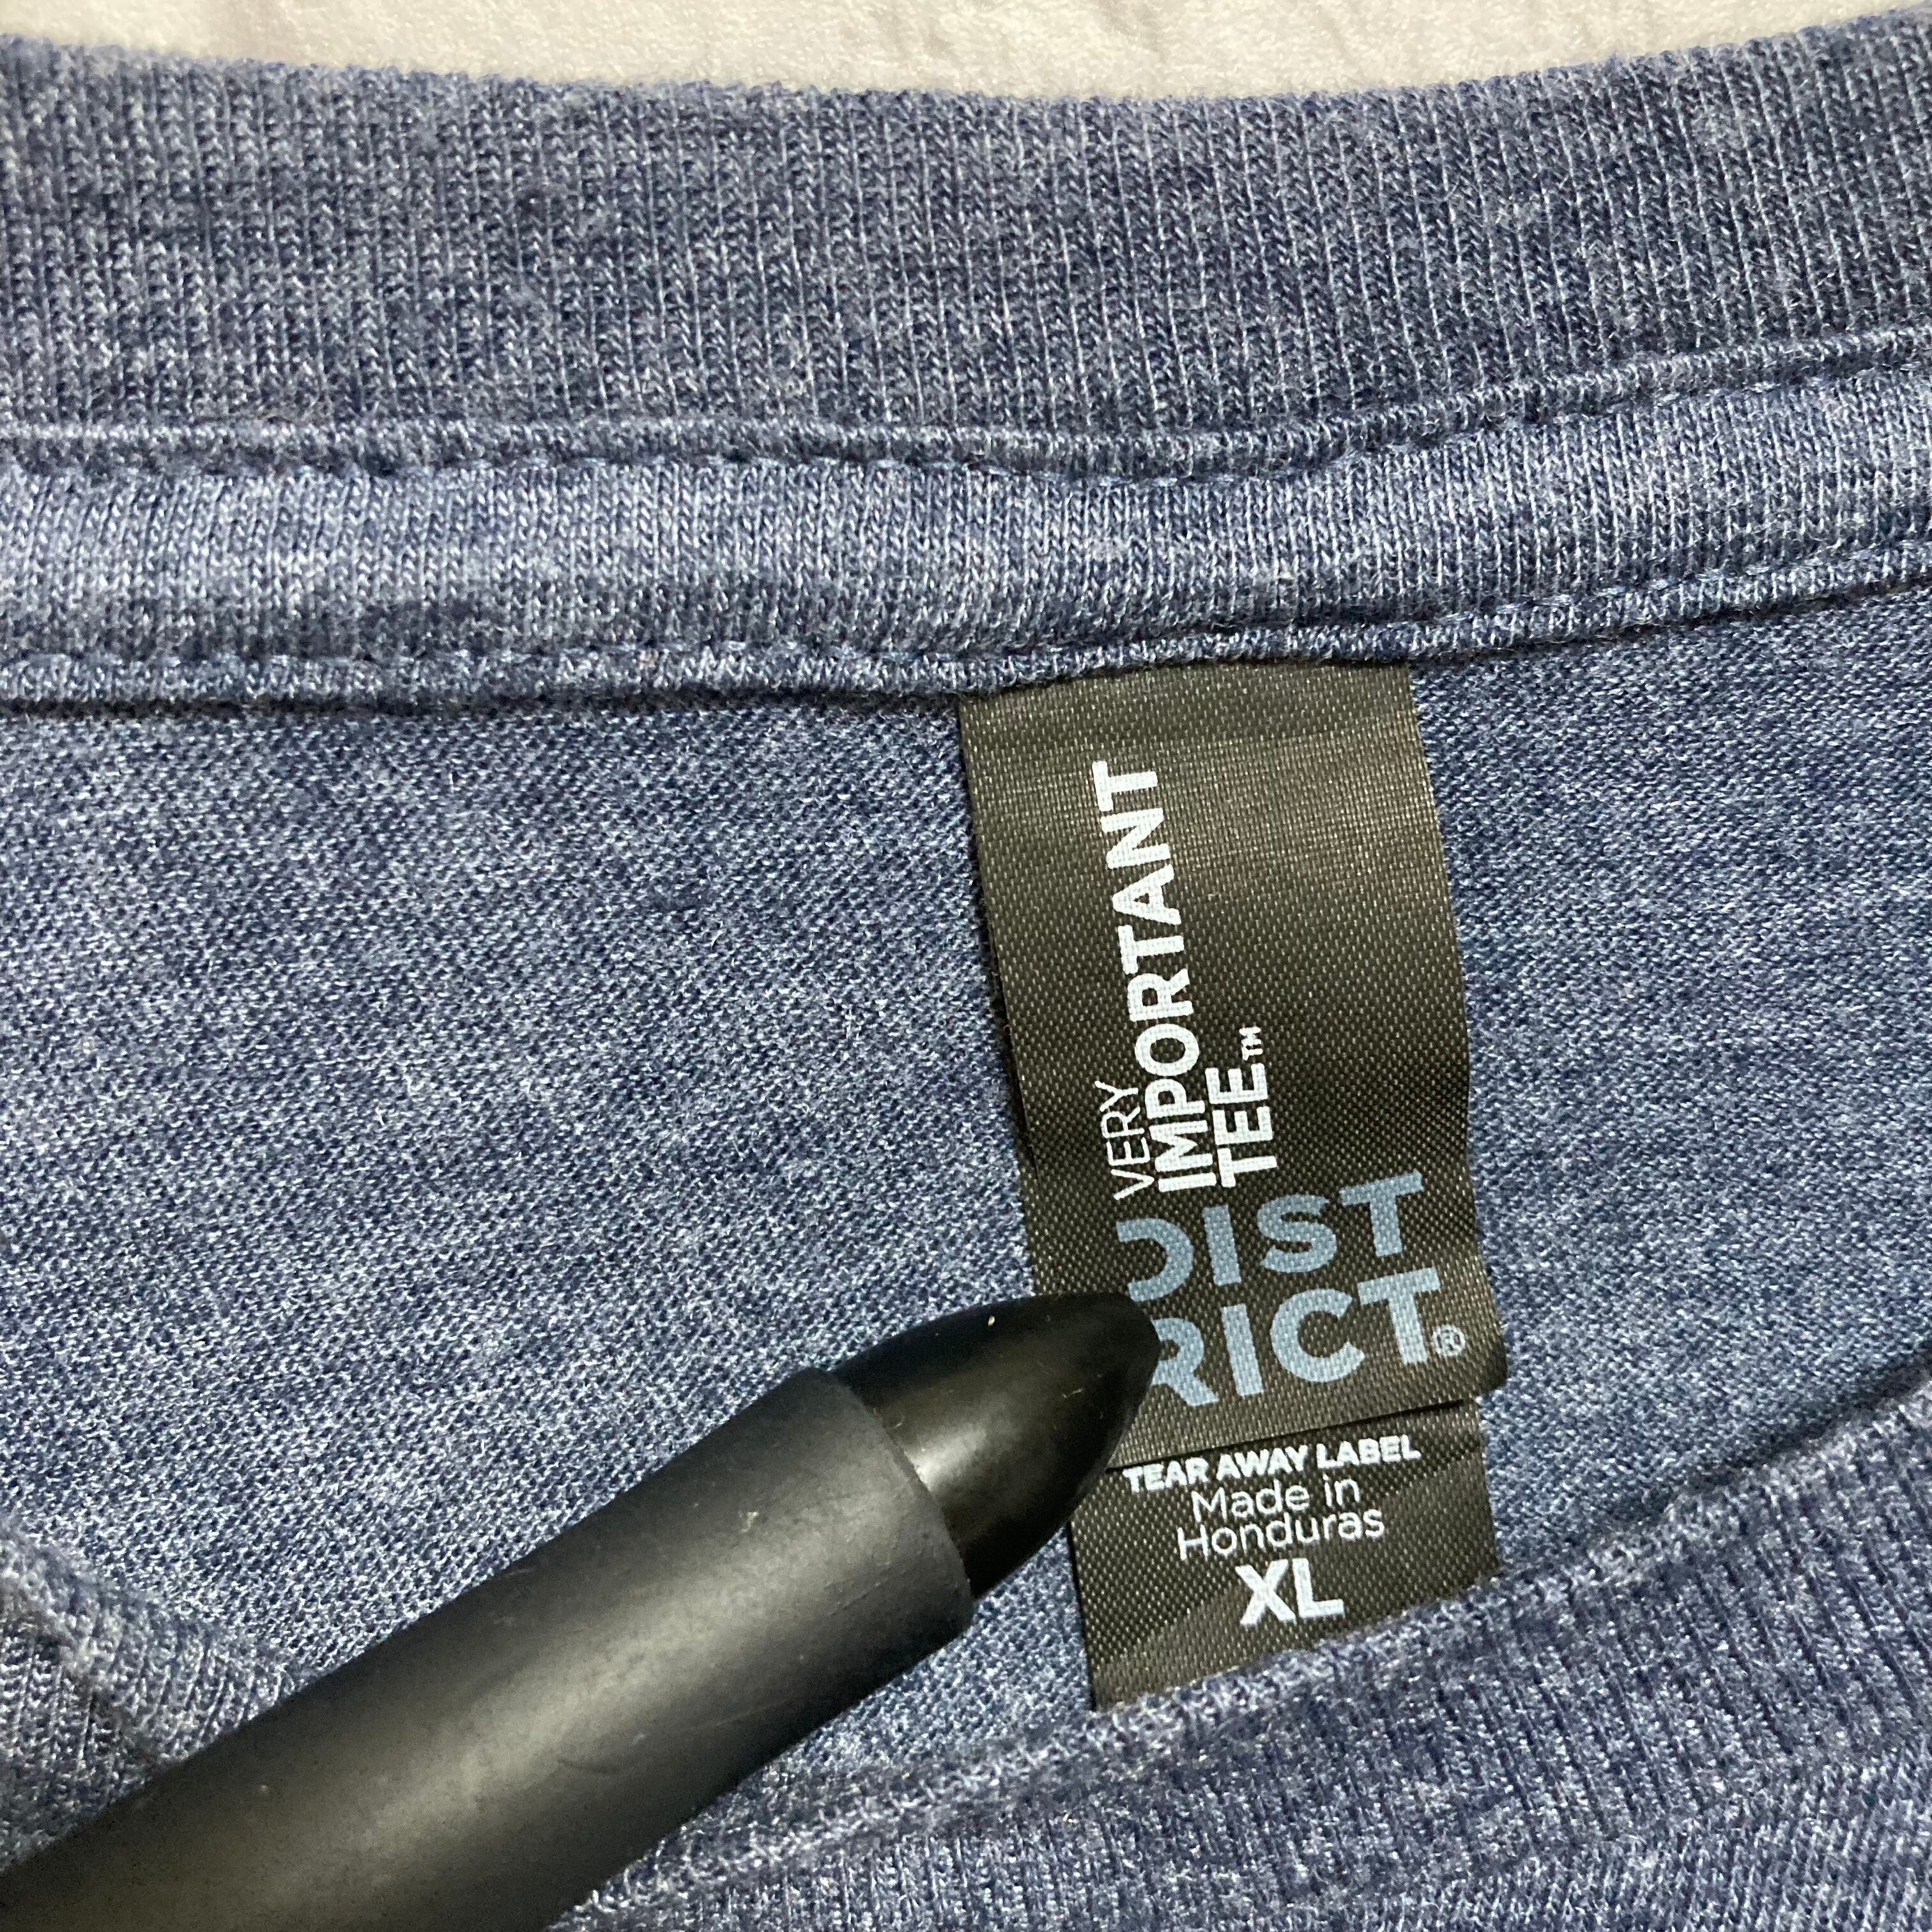 VERY
IMPORTANT
TEE™
DIST
RICT®
TEAR AWAY LABEL
Made in
Honduras
XL